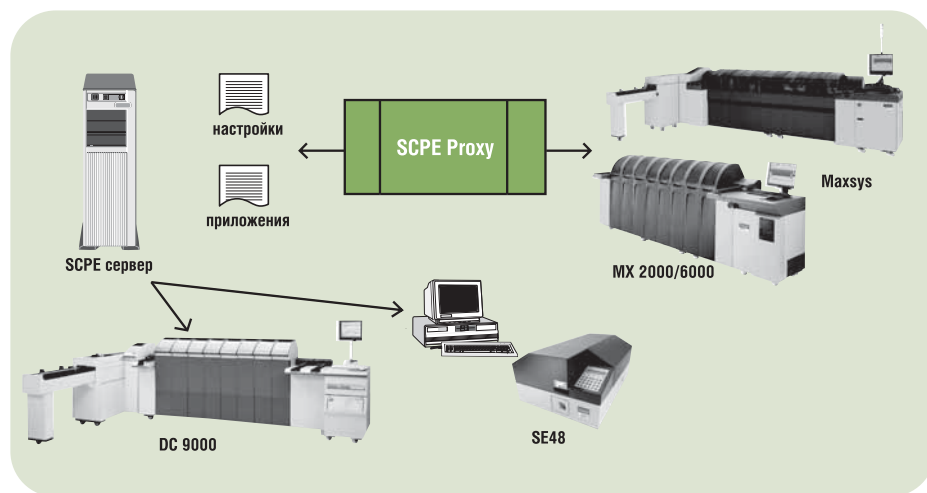 настройки
SCPE Proxy
Maxsys
приложения
SCPE сервер
MX 2000/6000
DC 9000
SE48